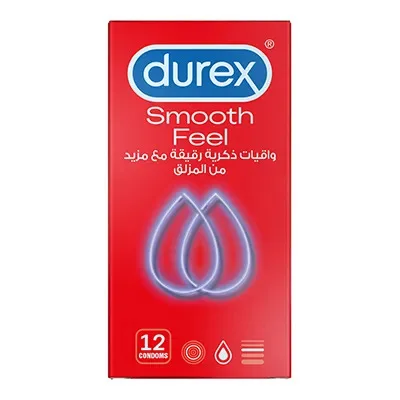 durex®
Smooth
Feel
واقيات ذكرية رقيقة مع مزيد
من المزلق
12
CONDOMS